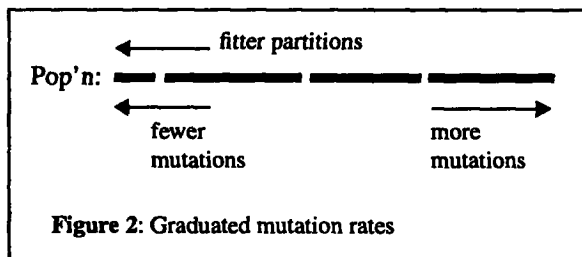 fitter partitions
Pop'n:
fewer
mutations
more
mutations
Figure 2: Graduated mutation rates